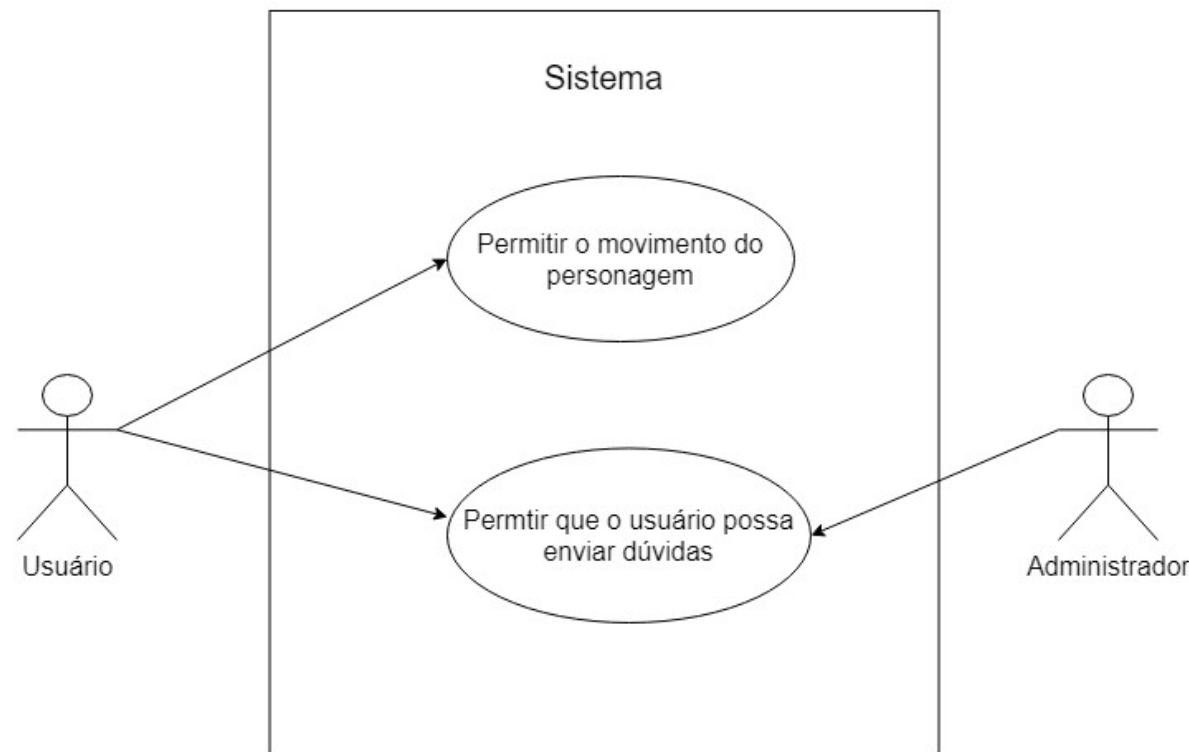 Sistema
Permitir o movimento do
personagem
Permtir que o usuário possa
enviar dúvidas
Usuário
Administrador